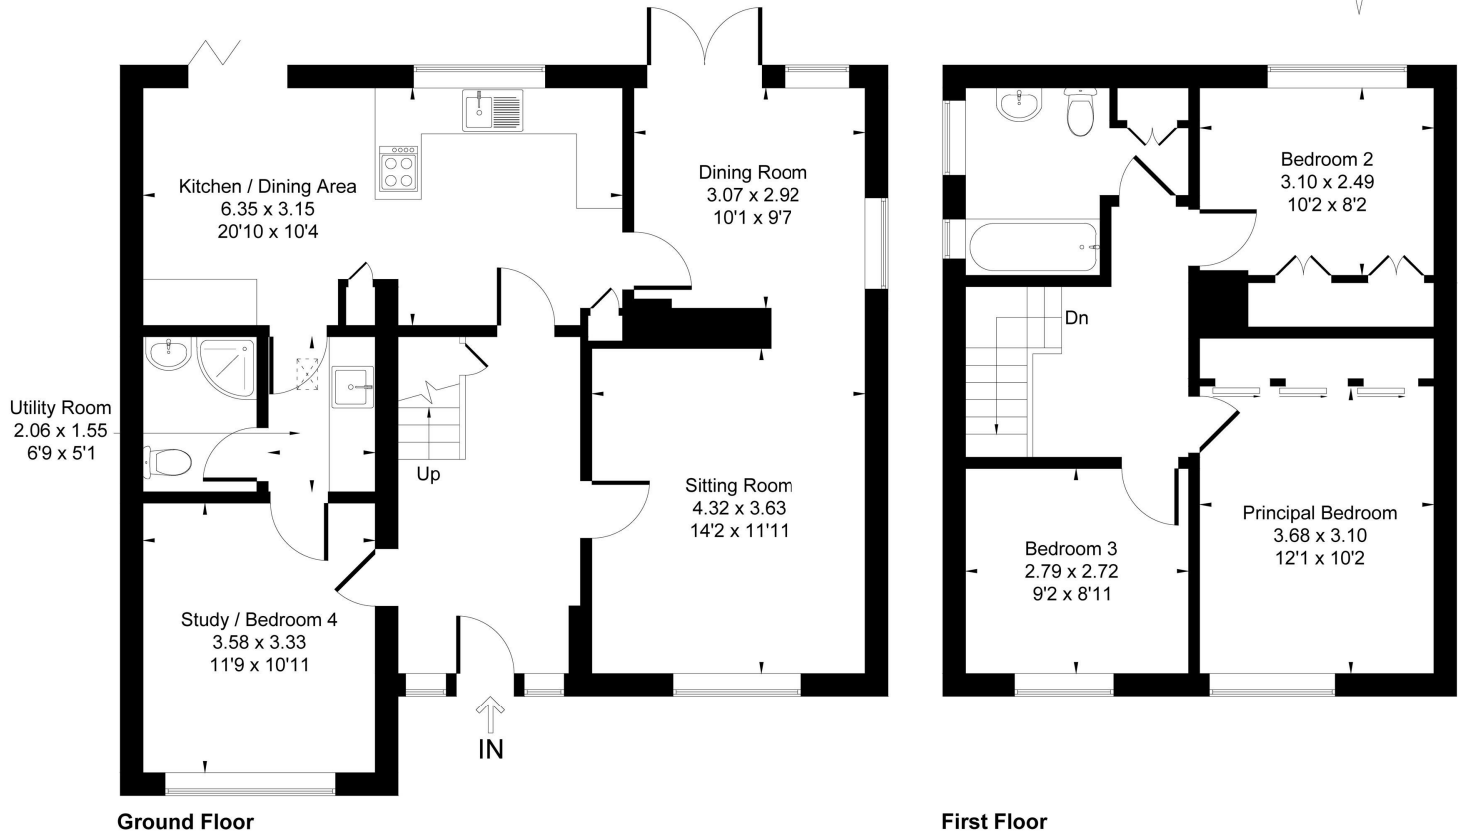 Kitchen / Dining Area
6.35 x 3.15
20'10 x 10'4
Dining Room
3.07 x 2.92
10'1 x 9'7
Utility Room
2.06 x 1.55
6'9 x 5'1
Up
Sitting Room
4.32 x 3.63
14'2 x 11'11
Study / Bedroom 4
3.58 x 3.33
11'9 x 10'11
IN
Ground Floor
Bedroom 2
3.10 x 2.49
10'2 x 8'2
Dn
Principal Bedroom
3.68 x 3.10
12'1 x 10'2
Bedroom 3
2.79 x 2.72
9'2 x 8'11
First Floor